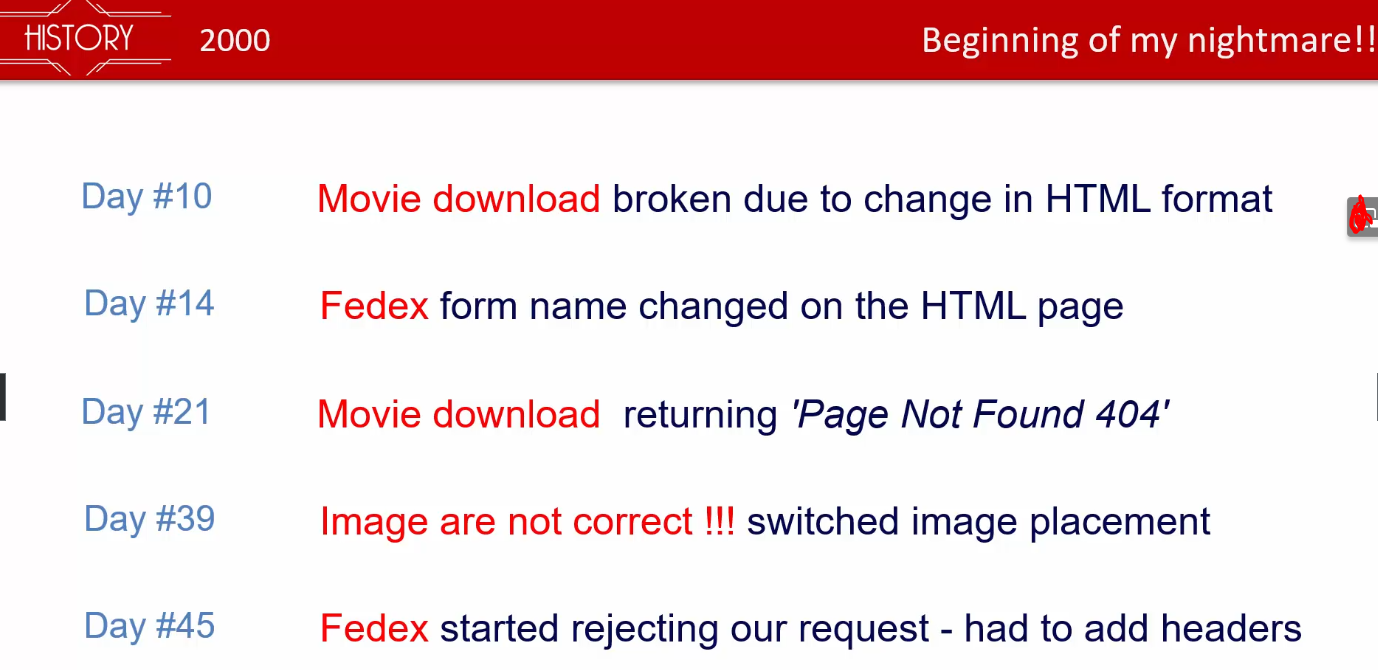 HISTORY 2000 Beginning of my nightmare!!
Day #10 Movie download broken due to change in HTML format
Day #14 Fedex form name changed on the HTML page
Day #21 Movie download returning 'Page Not Found 404'
Day #39 Image are not correct !!! switched image placement
Day #45 Fedex started rejecting our request - had to add headers